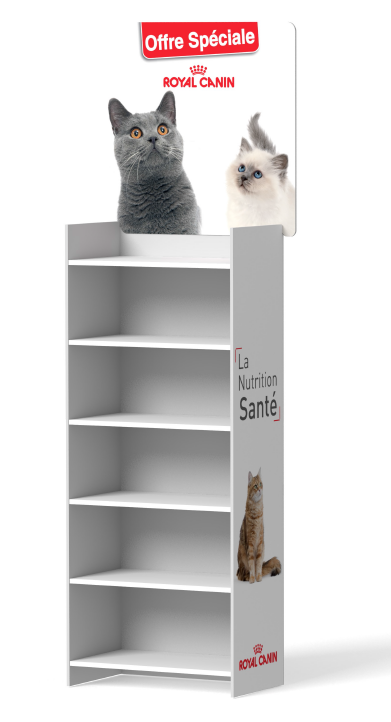 Offre Spéciale
ROYAL CANIN
La
Nutrition
Santé
ROYAL CANIN